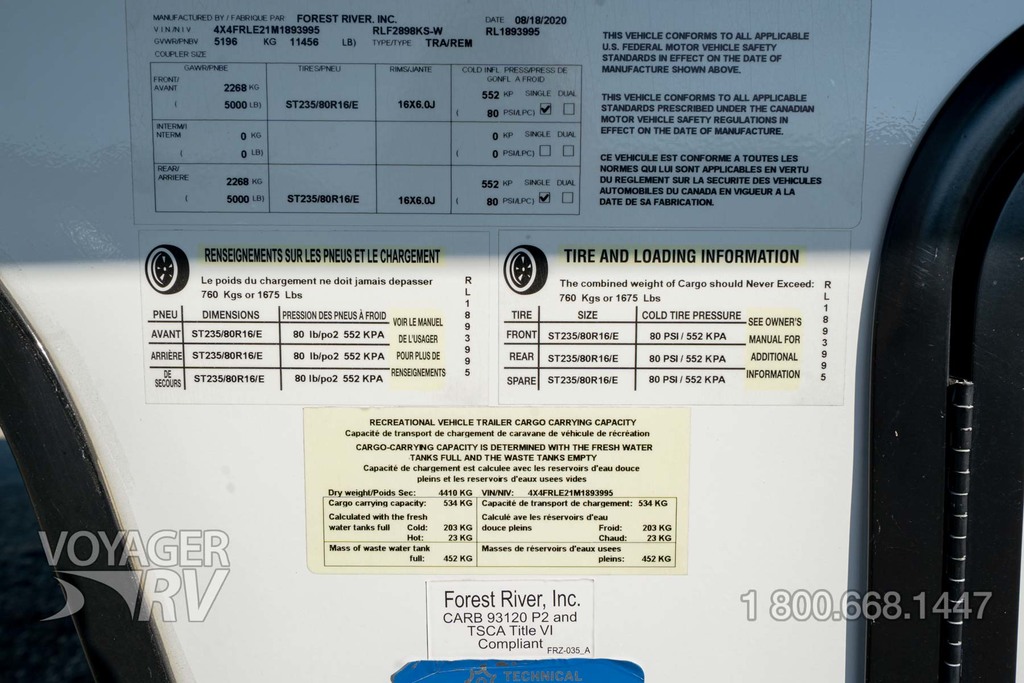 MANUFACTURED BY / FABRIQUE PAR FOREST RIVER, INC. DATE 08/18/2020
V I N / N I V 4X4FRLE21M1893995 RLF2898KS-W RL1893995
GVWR/PNBV 5196 KG 11456 LB) TYPE/TYPE TRA/REM
COUPLER SIZE
GAWR/PNBE TIRES/PNEU RIMS/JANTE COLD INFL. PRESS/PRESS DE GONFL A FROID
FRONT/ AVANT 2268 KG 552 KP SINGLE DUAL
( 5000 LB) ST235/80R16/E 16X6.0J ( 80 PSI/LPC)
INTERM/I NTERM 0 KG 0 KP SINGLE DUAL
( 0 LB) ( 0 PSI/LPC)
REAR/ ARRIERE 2268 KG 552 KP SINGLE DUAL
( 5000 LB) ST235/80R16/E 16X6.0J ( 80 PSI/LPC)
THIS VEHICLE CONFORMS TO ALL APPLICABLE
U.S. FEDERAL MOTOR VEHICLE SAFETY
STANDARDS IN EFFECT ON THE DATE OF
MANUFACTURE SHOWN ABOVE.
THIS VEHICLE CONFORMS TO ALL APPLICABLE
STANDARDS PRESCRIBED UNDER THE CANADIAN
MOTOR VEHICLE SAFETY REGULATIONS IN
EFFECT ON THE DATE OF MANUFACTURE.
CE VEHICULE EST CONFORME A TOUTES LES
NORMES QUI LUI SONT APPLICABLES EN VERTU
DU REGLEMENT SUR LA SECURITE DES VEHICULES
AUTOMOBILES DU CANADA EN VIGUEUR A LA
DATE DE SA FABRICATION.
RENSEIGNEMENTS SUR LES PNEUS ET LE CHARGEMENT
Le poids du chargement ne doit jamais depasser
760 Kgs or 1675 Lbs
PNEU DIMENSIONS PRESSION DES PNEUS À FROID
AVANT ST235/80R16/E 80 lb/po2 552 KPA
ARRIÈRE ST235/80R16/E 80 lb/po2 552 KPA
DE SECOURS ST235/80R16/E 80 lb/po2 552 KPA
VOIR LE MANUEL
DE L'USAGER
POUR PLUS DE
RENSEIGNEMENTS
RL1893995
TIRE AND LOADING INFORMATION
The combined weight of Cargo should Never Exceed:
760 Kgs or 1675 Lbs
TIRE SIZE COLD TIRE PRESSURE
FRONT ST235/80R16/E 80 PSI / 552 KPA
REAR ST235/80R16/E 80 PSI / 552 KPA
SPARE ST235/80R16/E 80 PSI / 552 KPA
SEE OWNER'S
MANUAL FOR
ADDITIONAL
INFORMATION
RL1893995
RECREATIONAL VEHICLE TRAILER CARGO CARRYING CAPACITY
Capacité de transport de chargement de caravane de véhicule de récréation
CARGO-CARRYING CAPACITY IS DETERMINED WITH THE FRESH WATER
TANKS FULL AND THE WASTE TANKS EMPTY
Capacité de chargement est calculee avec les reservoirs d'eau douce
pleins et les reservoirs d'eaux usees vides
Dry weight/Poids Sec: 4410 KG VIN/NIV: 4X4FRLE21M1893995
Cargo carrying capacity: 534 KG Capacité de transport de chargement: 534 KG
Calculated with the fresh Calculé ave les réservoirs d'eau
water tanks full Cold: 203 KG douce pleins Froid: 203 KG
Hot: 23 KG Chaud: 23 KG
Mass of waste water tank Masses de réservoirs d'eaux usees
full: 452 KG pleins: 452 KG
Forest River, Inc.
CARB 93120 P2 and
TSCA Title VI
Compliant
FRZ-035_A
TECHNICAL
VOYAGER
RV
1 800.668.1447